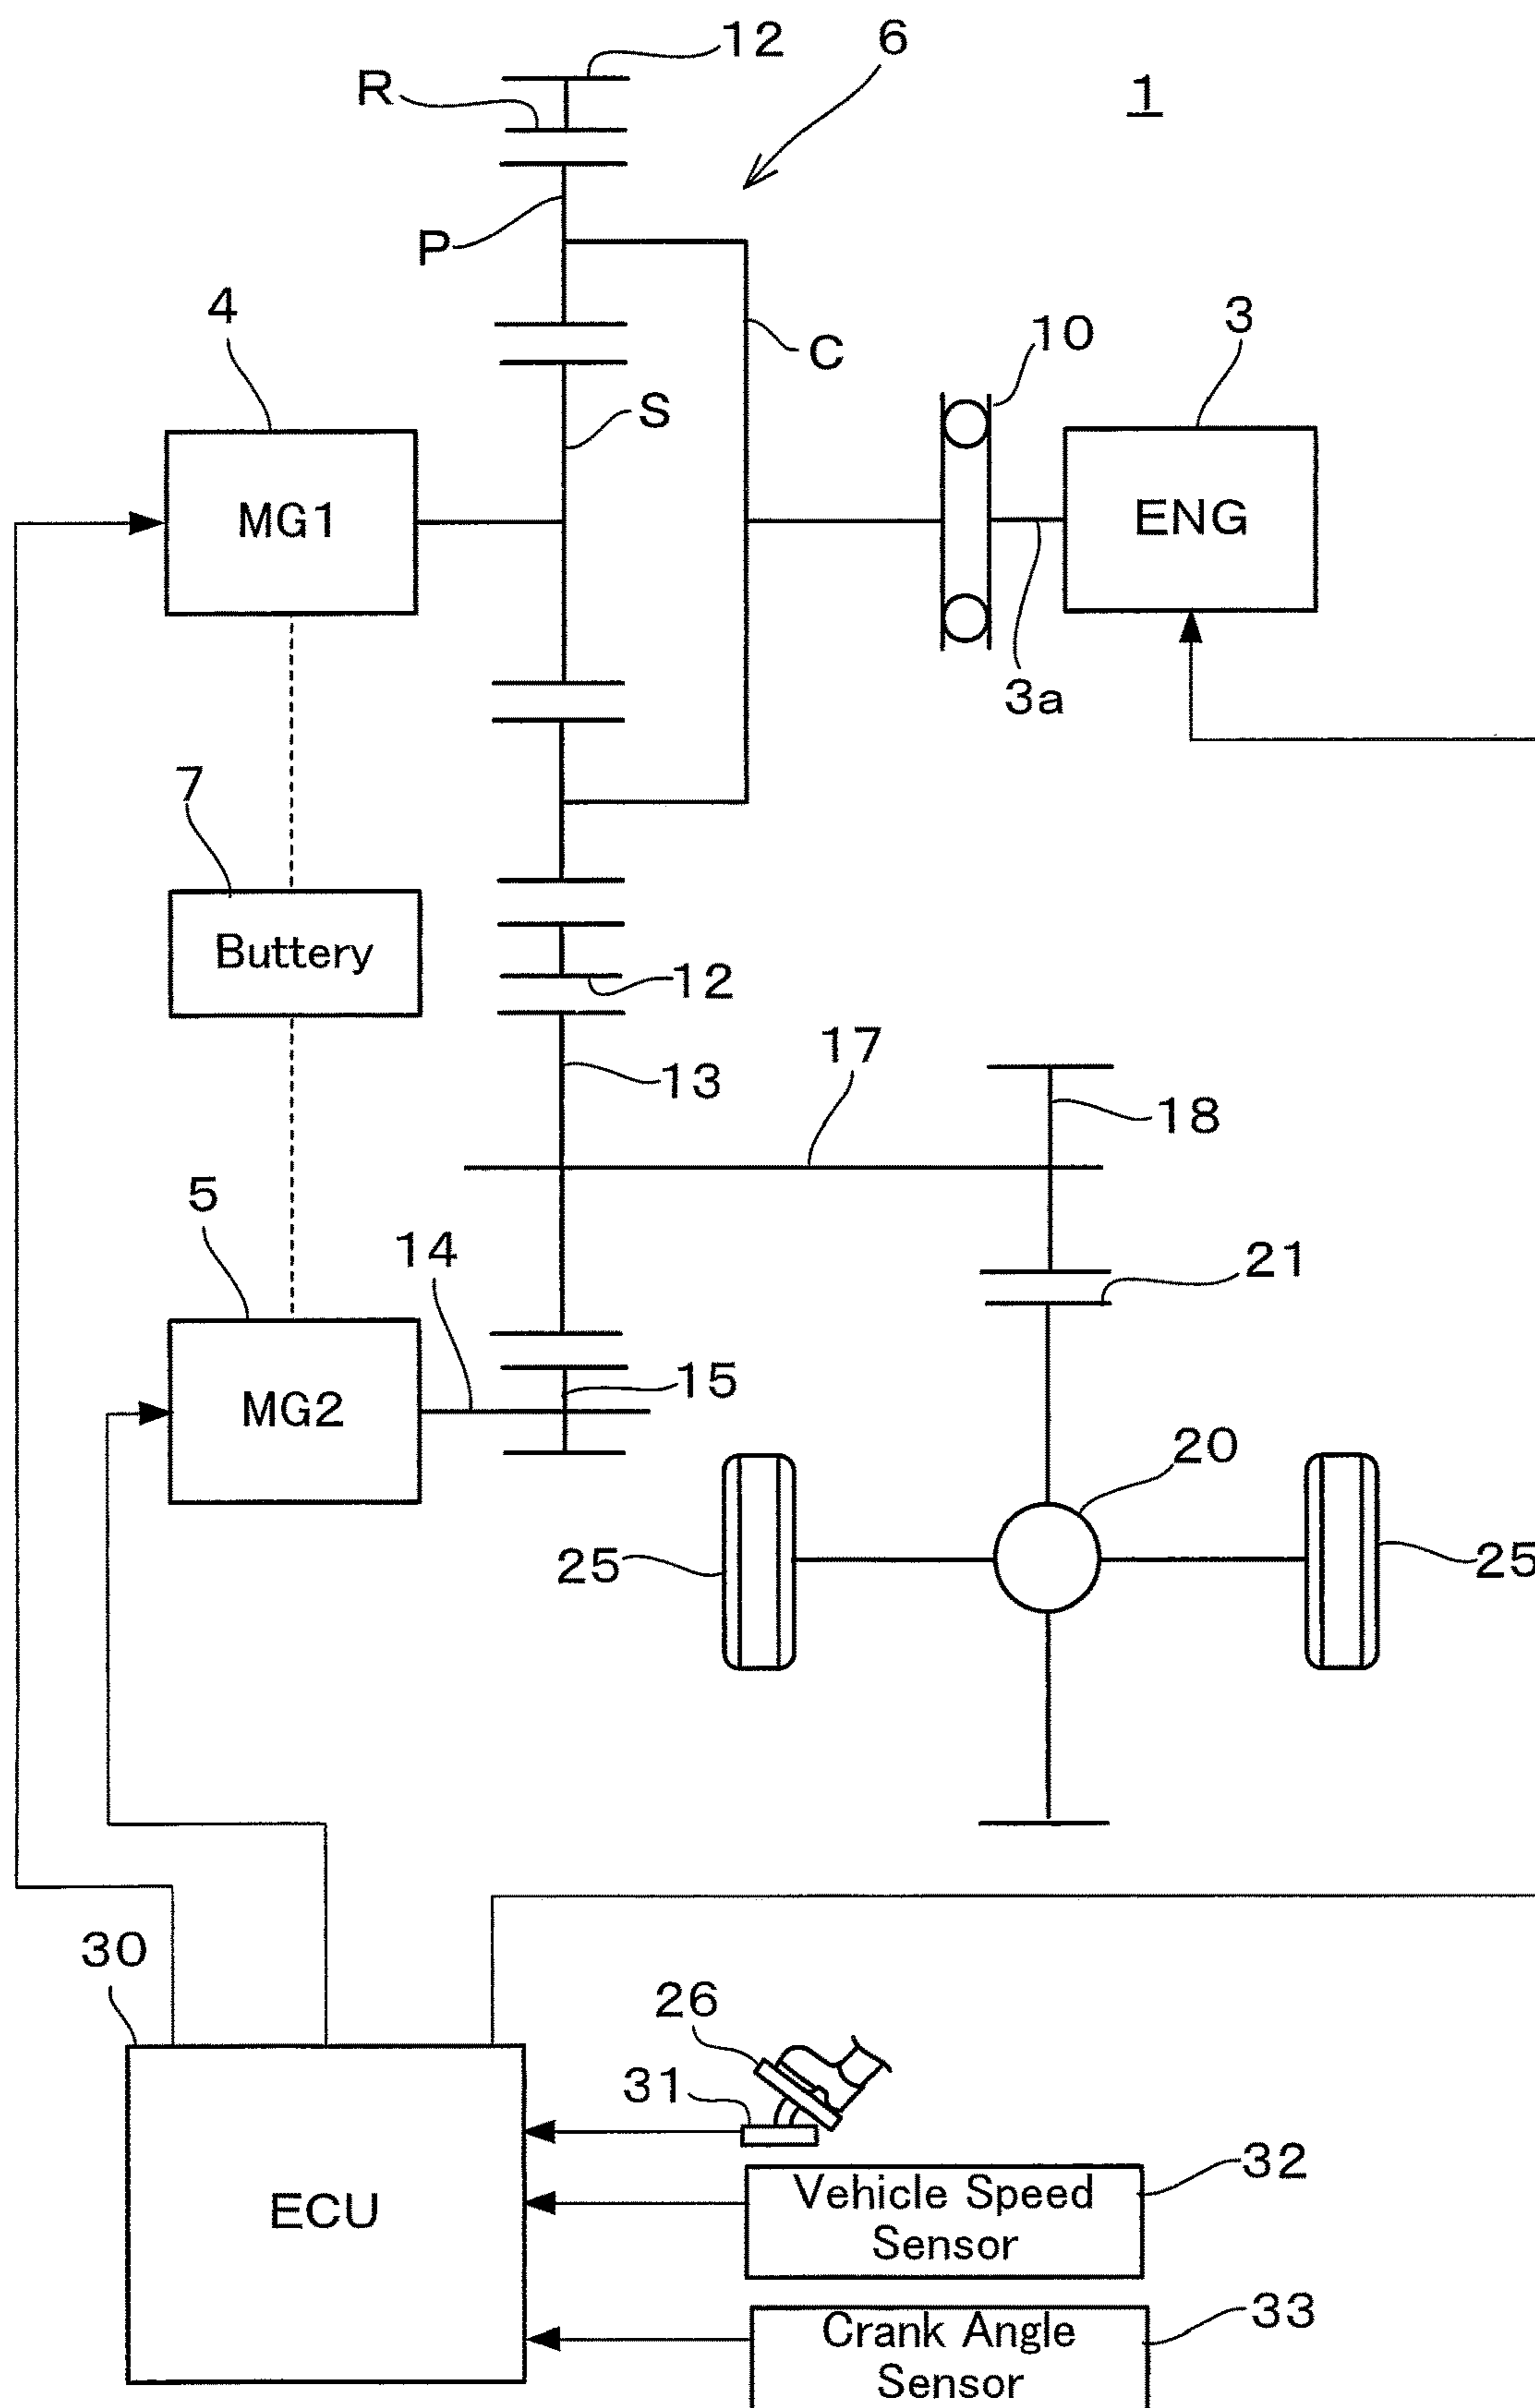 12
6
1
R
P
4
C
10
3
S
MG1
ENG
3a
7
Buttery
12
17
13
18
5
14
21
15
MG2
20
25
25
30
26
31
ECU
32
Vehicle Speed
Sensor
33
Crank Angle
Sensor